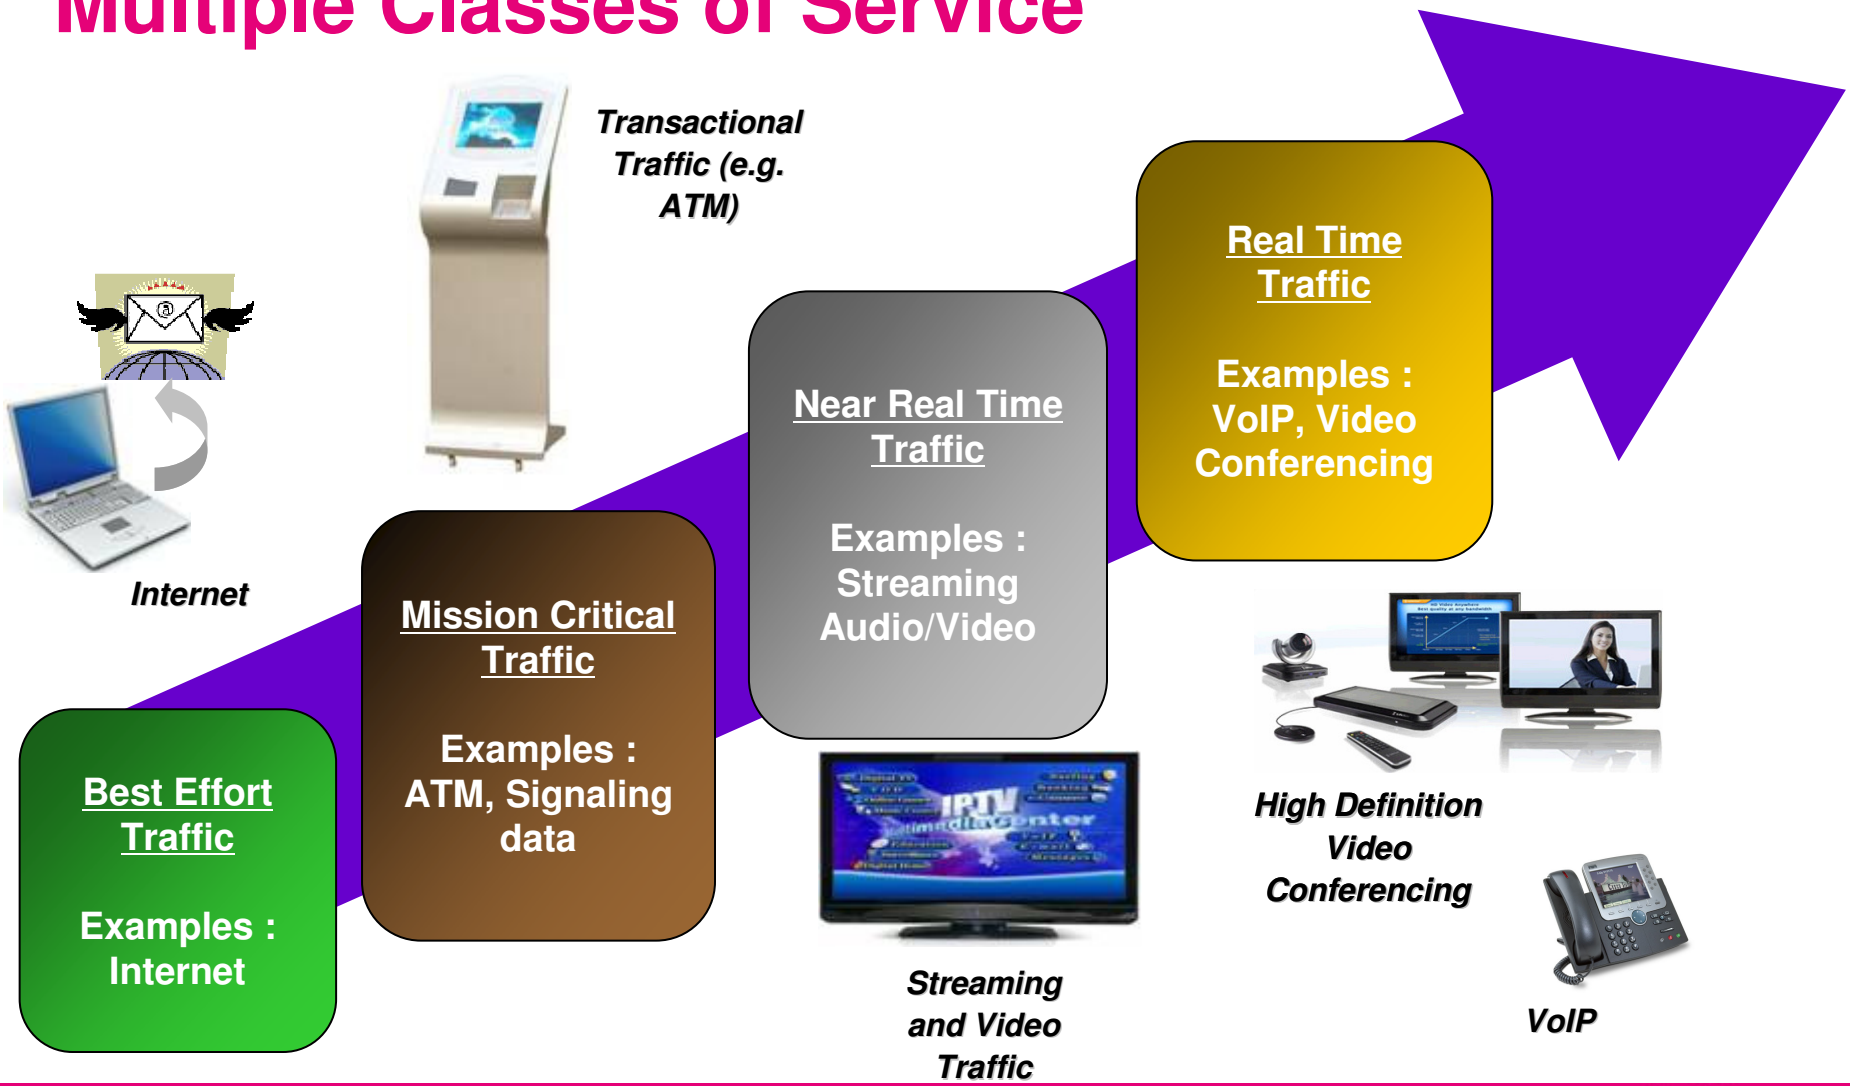 Multiple Classes of Service
Transactional
Traffic (e.g.
ATM)
Real Time
Traffic
Examples :
VoIP, Video
Conferencing
@
Near Real Time
Traffic
Examples :
Streaming
Audio/Video
Internet
Mission Critical
Traffic
Examples :
ATM, Signaling
data
Best Effort
Traffic
Examples :
Internet
IPTV
High Definition
Video
Conferencing
Streaming
and Video
Traffic
VoIP